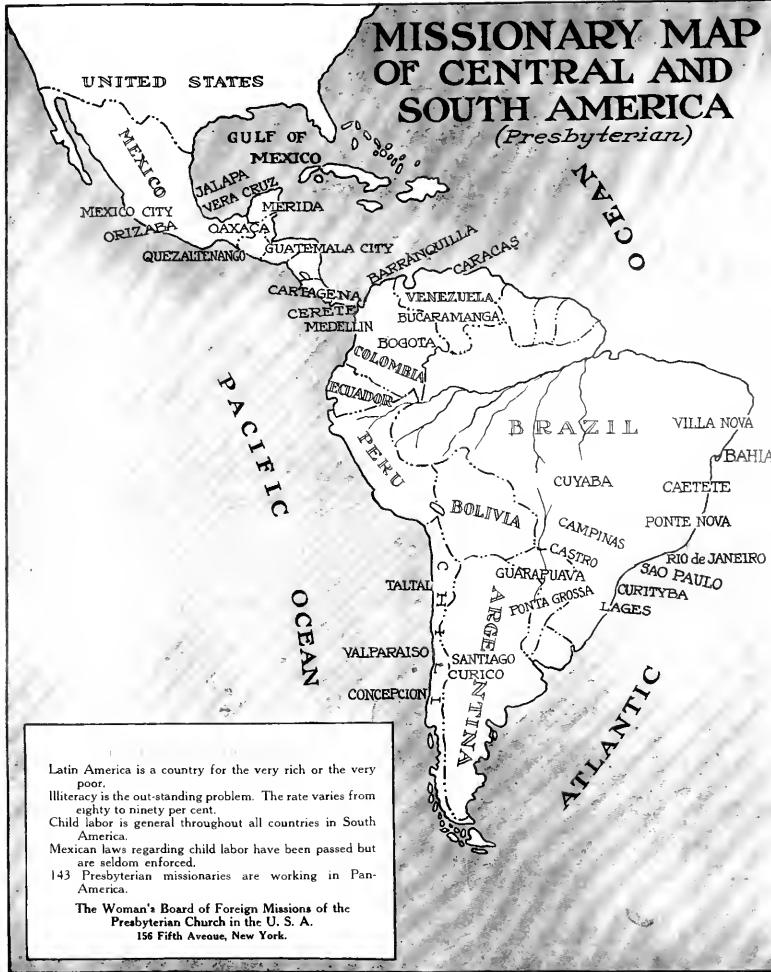 MISSIONARY MAP
OF CENTRAL AND
SOUTH AMERICA
(Presbyterian)
UNITED STATES
MEXICO
GULF OF
MEXICO
JALAPA
VERA CRUZ
MERIDA
MEXICO CITY
ORIZABA
OAXACA
QUEZALTENANGO
GUATEMALA CITY
BARRANQUILLA
CARACAS
OCEAN
CARTAGENA
CERETE
MEDELLIN
VENEZUELA
BUCARAMANGA
BOGOTA
COLOMBIA
ECUADOR
PERU
BRAZIL
VILLA NOVA
BAHIA
CUYABA
CAETETE
BOLIVIA
CAMPINAS
PONTE NOVA
CASTRO
RIO de JANEIRO
GUARAPUAVA
SAO PAULO
CURITYBA
PONTA GROSSA
LAGES
PACIFIC
OCEAN
TALTAL
CHILI
ARGENTINA
VALPARAISO
SANTIAGO
CURICO
CONCEPCION
ATLANTIC
Latin America is a country for the very rich or the very
poor.
Illiteracy is the out-standing problem. The rate varies from
eighty to ninety per cent.
Child labor is general throughout all countries in South
America.
Mexican laws regarding child labor have been passed but
are seldom enforced.
143 Presbyterian missionaries are working in Pan-
America.
The Woman's Board of Foreign Missions of the
Presbyterian Church in the U. S. A.
156 Fifth Avenue, New York.